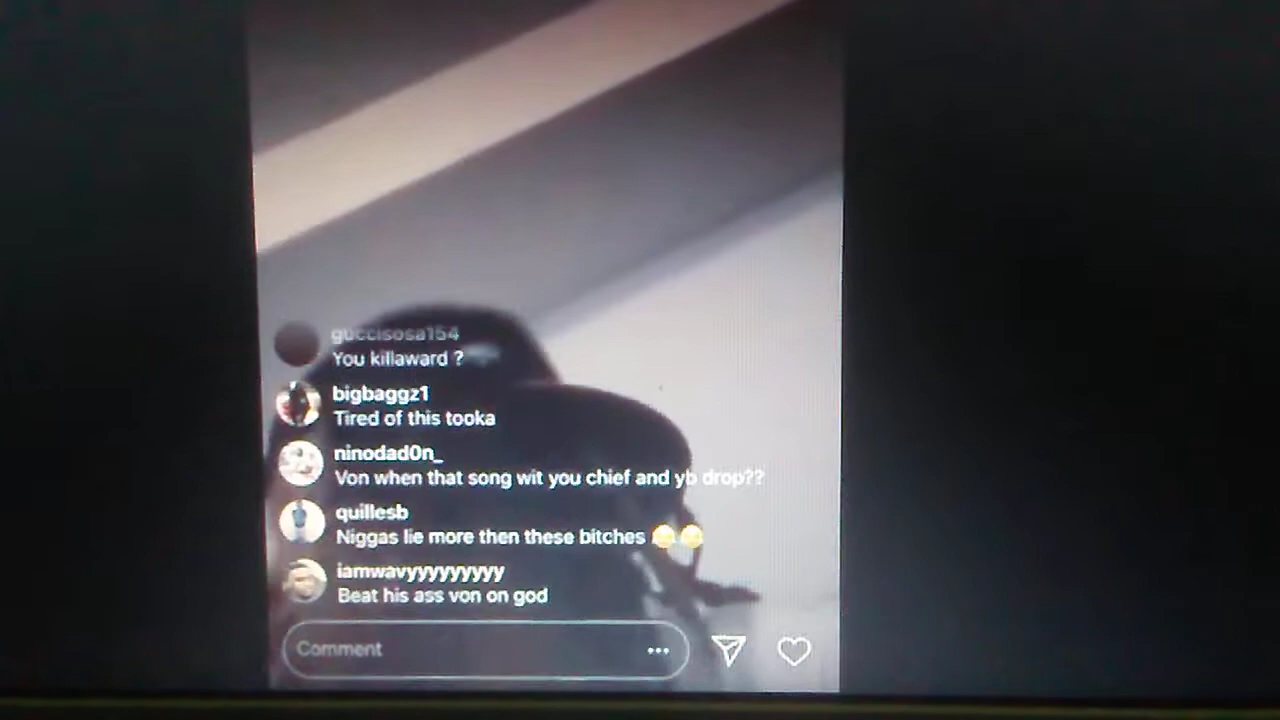 guccisosa154
You killaward ?
bigbaggz1
Tired of this tooka
ninodad0n_
Von when that song wit you chief and yb drop??
quillesb
Niggas lie more then these bitches
iamwavyyyyyyyyyy
Beat his ass von on god
Comment